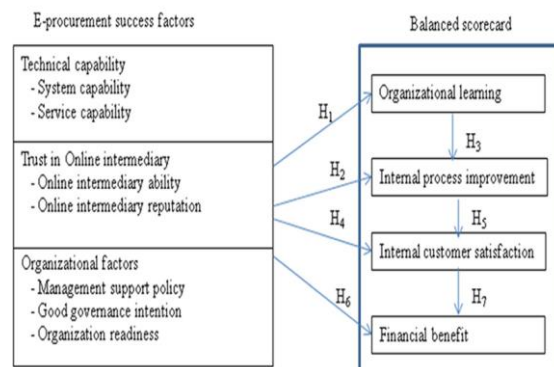 E-procurement success factors
Balanced scorecard
Technical capability
- System capability
- Service capability
Trust in Online intermediary
- Online intermediary ability
- Online intermediary reputation
Organizational factors
- Management support policy
- Good governance intention
- Organization readiness
H1
H2
H4
H6
Organizational learning
H3
Internal process improvement
H5
Internal customer satisfaction
H7
Financial benefit